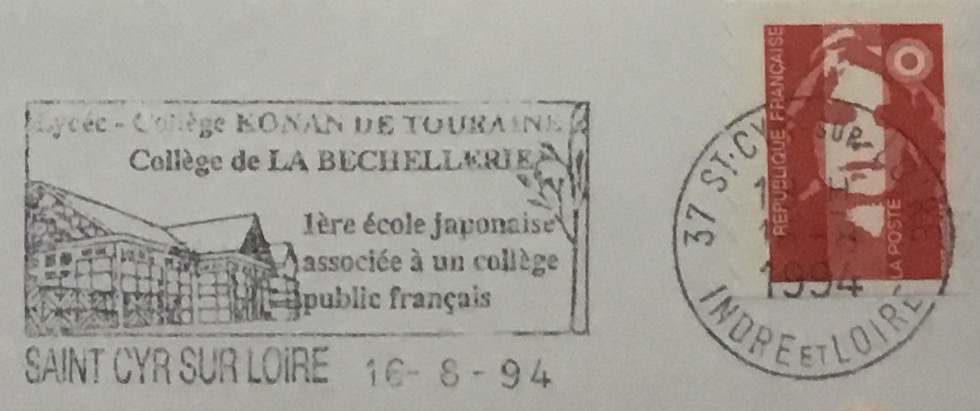 Lycée - Collège KONAN DE TOURAINE
Collège de LA BECHELLERIE
1ère école japonaise
associée à un collège
public français
SAINT CYR SUR LOIRE 16-8-94
37 ST-CYR SUR
1994
INDRE ET LOIRE
REPUBLIQUE FRANÇAISE
LA POSTE